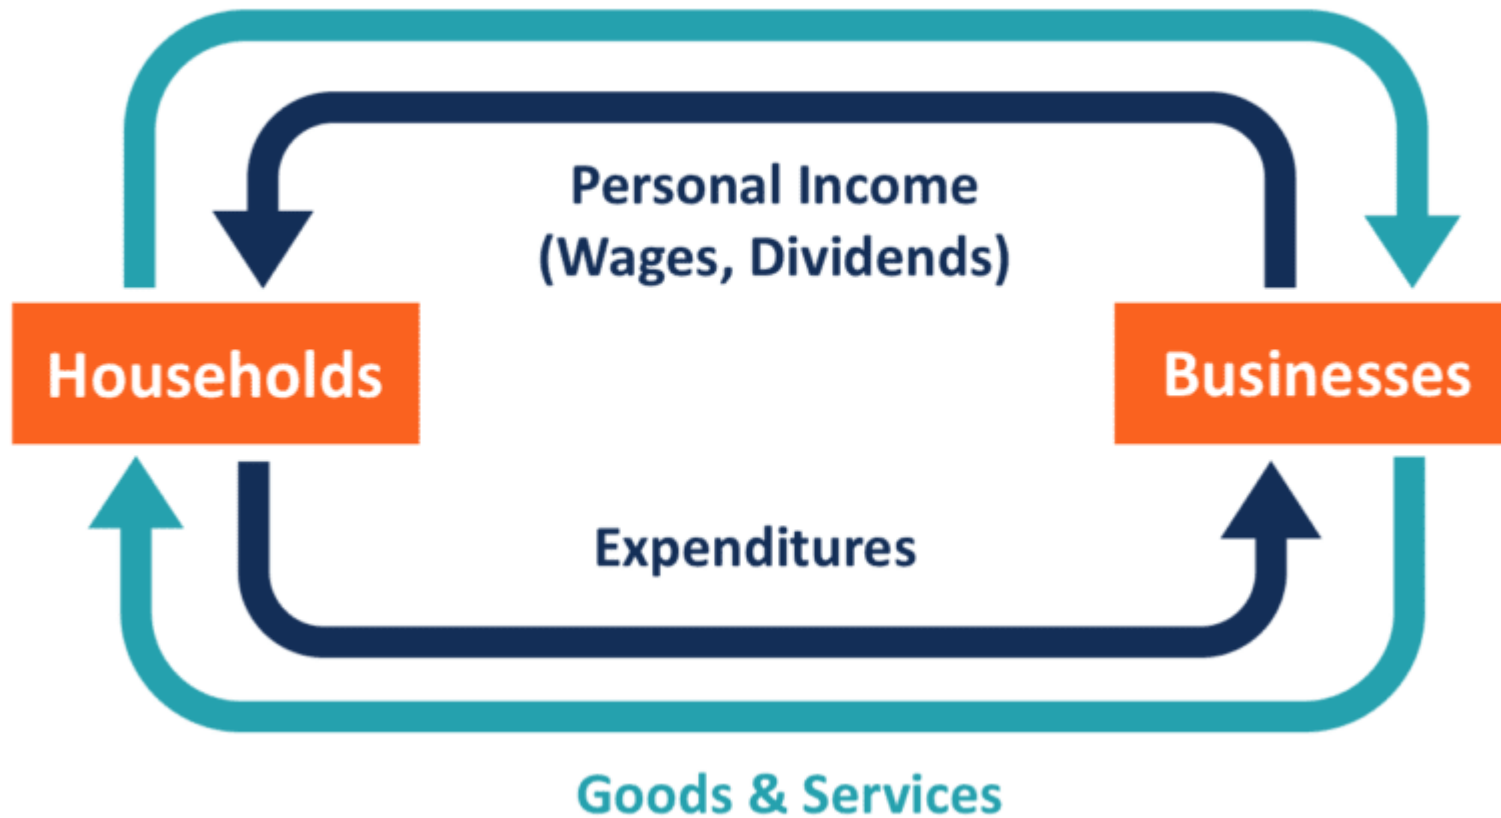 Personal Income
(Wages, Dividends)
Households
Businesses
Expenditures
Goods & Services